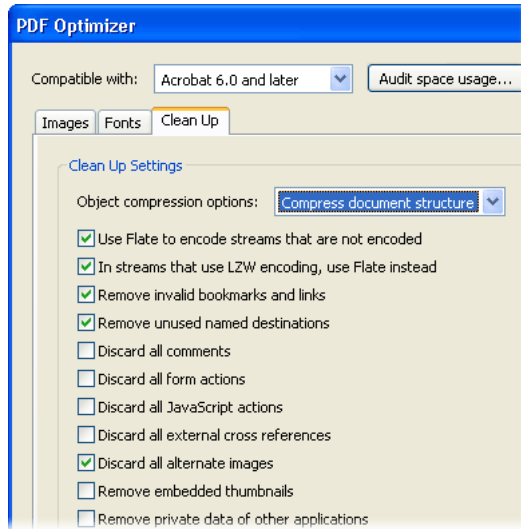 PDF Optimizer
Compatible with: Acrobat 6.0 and later Audit space usage...
Images Fonts Clean Up
Clean Up Settings
Object compression options: Compress document structure
Use Flate to encode streams that are not encoded
In streams that use LZW encoding, use Flate instead
Remove invalid bookmarks and links
Remove unused named destinations
Discard all comments
Discard all form actions
Discard all JavaScript actions
Discard all external cross references
Discard all alternate images
Remove embedded thumbnails
Remove private data of other applications